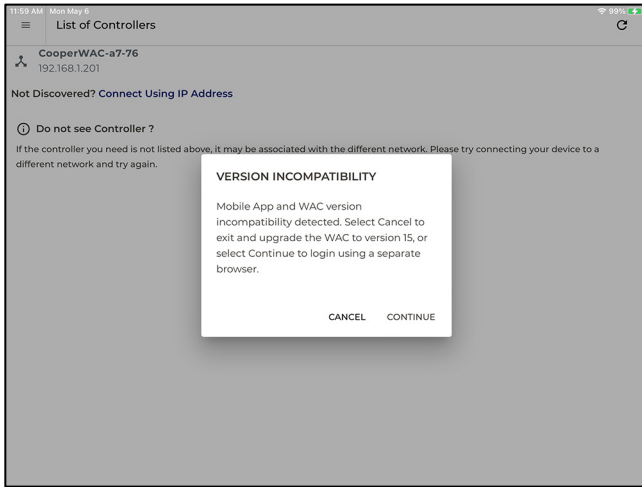 11:59 AM Mon May 6
99%
List of Controllers
CooperWAC-a7-76
192.168.1.201
Not Discovered? Connect Using IP Address
Do not see Controller ?
If the controller you need is not listed above, it may be associated with the different network. Please try connecting your device to a
different network and try again.
VERSION INCOMPATIBILITY
Mobile App and WAC version
incompatibility detected. Select Cancel to
exit and upgrade the WAC to version 15, or
select Continue to login using a separate
browser.
CANCEL CONTINUE